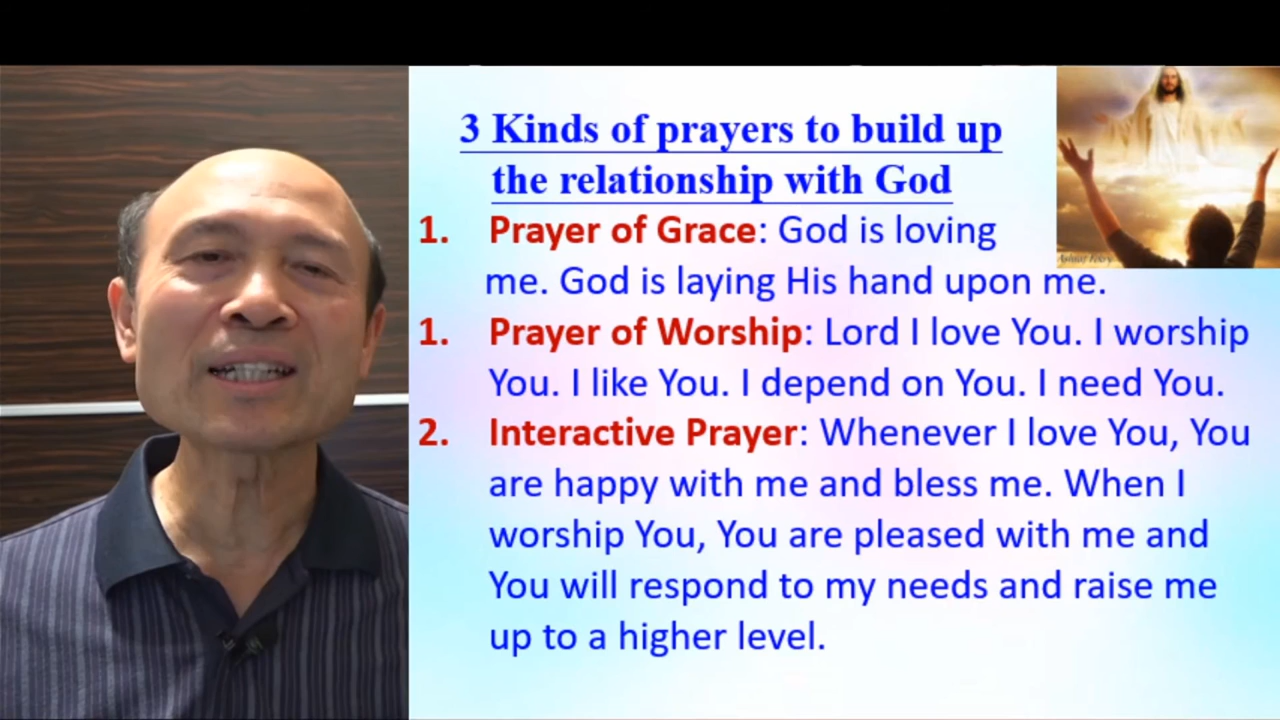 3 Kinds of prayers to build up
the relationship with God
1. Prayer of Grace: God is loving
me. God is laying His hand upon me.
1. Prayer of Worship: Lord I love You. I worship
You. I like You. I depend on You. I need You.
2. Interactive Prayer: Whenever I love You, You
are happy with me and bless me. When I
worship You, You are pleased with me and
You will respond to my needs and raise me
up to a higher level.